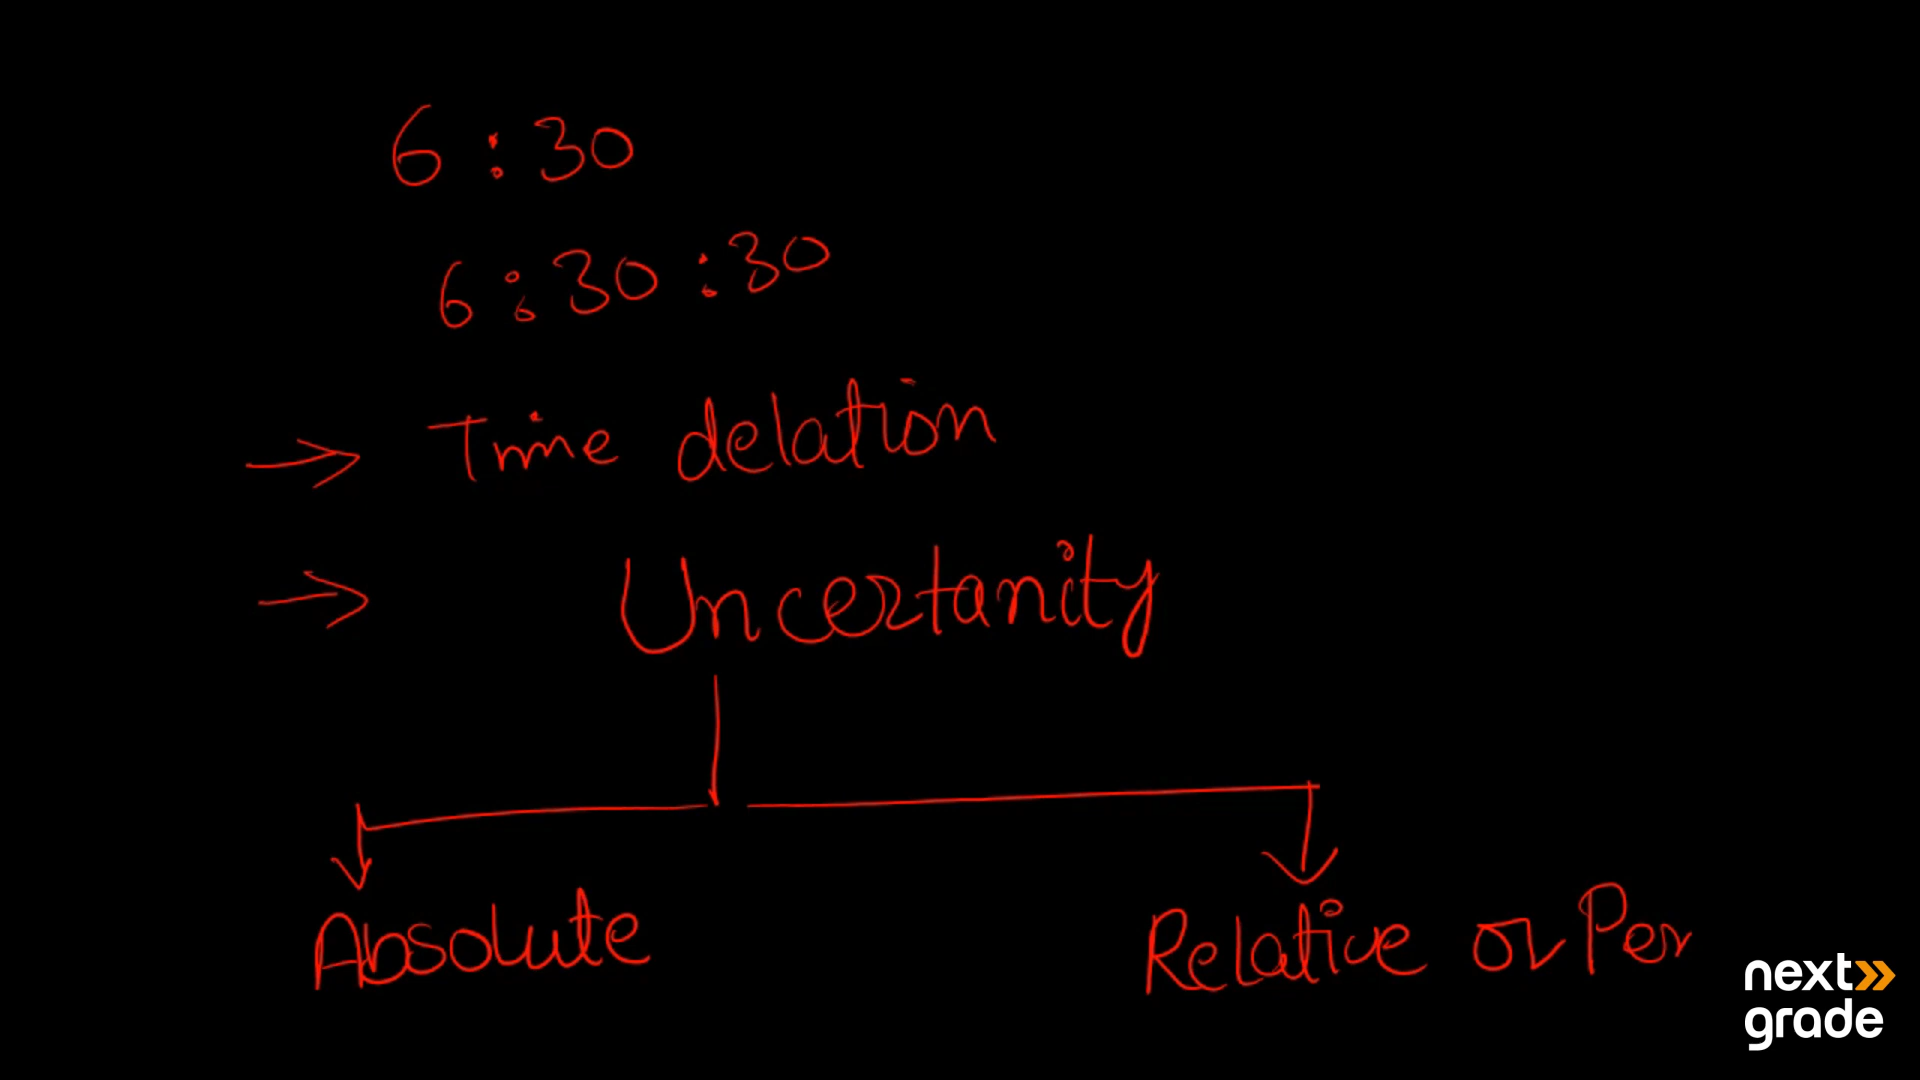 6 : 30
6 : 30 : 30
→ Time delation
→ Uncertanity
Absolute
Relative or Per
next
grade